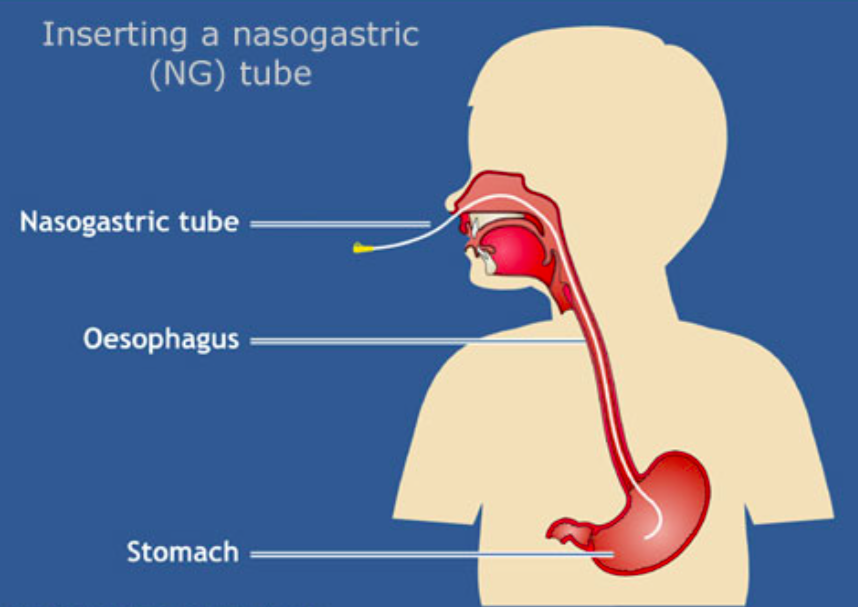 Inserting a nasogastric
(NG) tube
Nasogastric tube
Oesophagus
Stomach